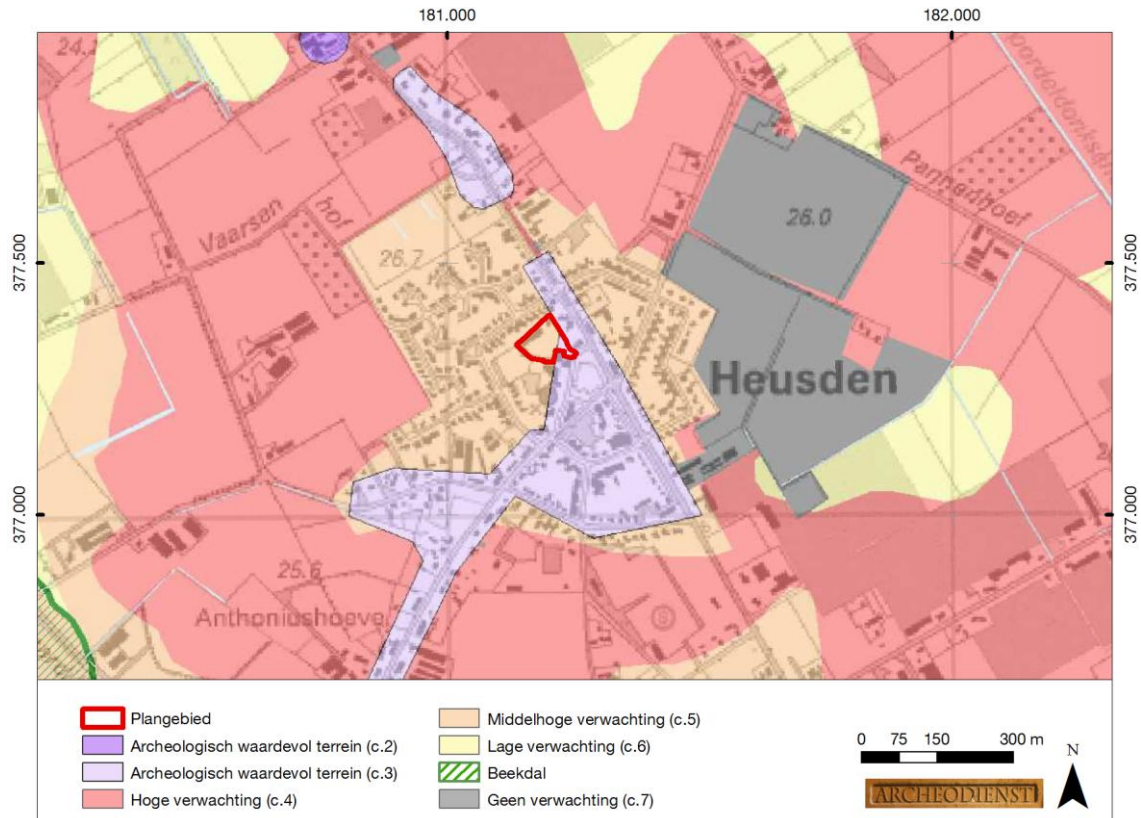 181.000
182.000
24.2
Pannenhoef
Vaarsen
hof
26.0
26.7
377.500
377.500
Heusden
377.000
377.000
25.6
Anthoniushoeve
Plangebied
Archeologisch waardevol terrein (c.2)
Archeologisch waardevol terrein (c.3)
Hoge verwachting (c.4)
Middelhoge verwachting (c.5)
Lage verwachting (c.6)
Beekdal
Geen verwachting (c.7)
0 75 150 300 m
N
ARCHEODIENST